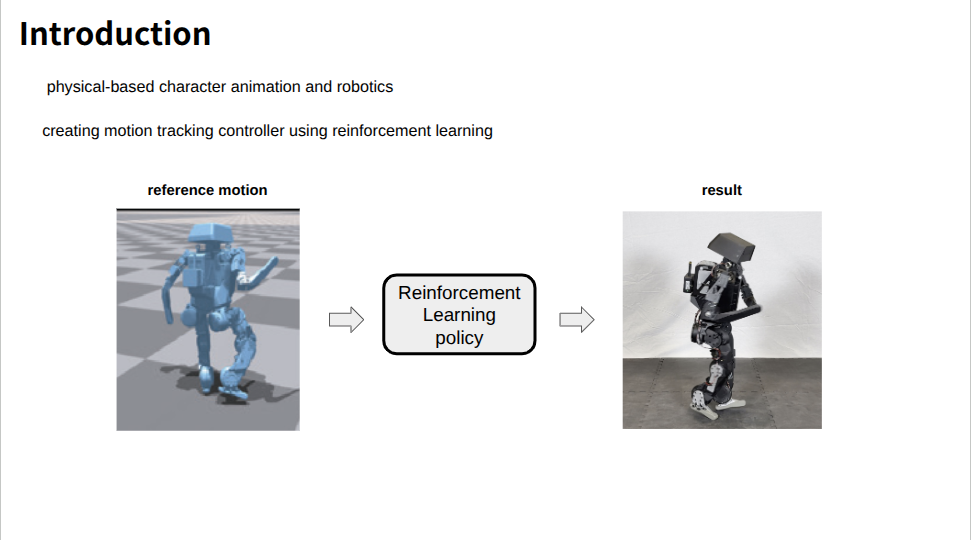 Introduction
physical-based character animation and robotics
creating motion tracking controller using reinforcement learning
reference motion
result
Reinforcement
Learning
policy